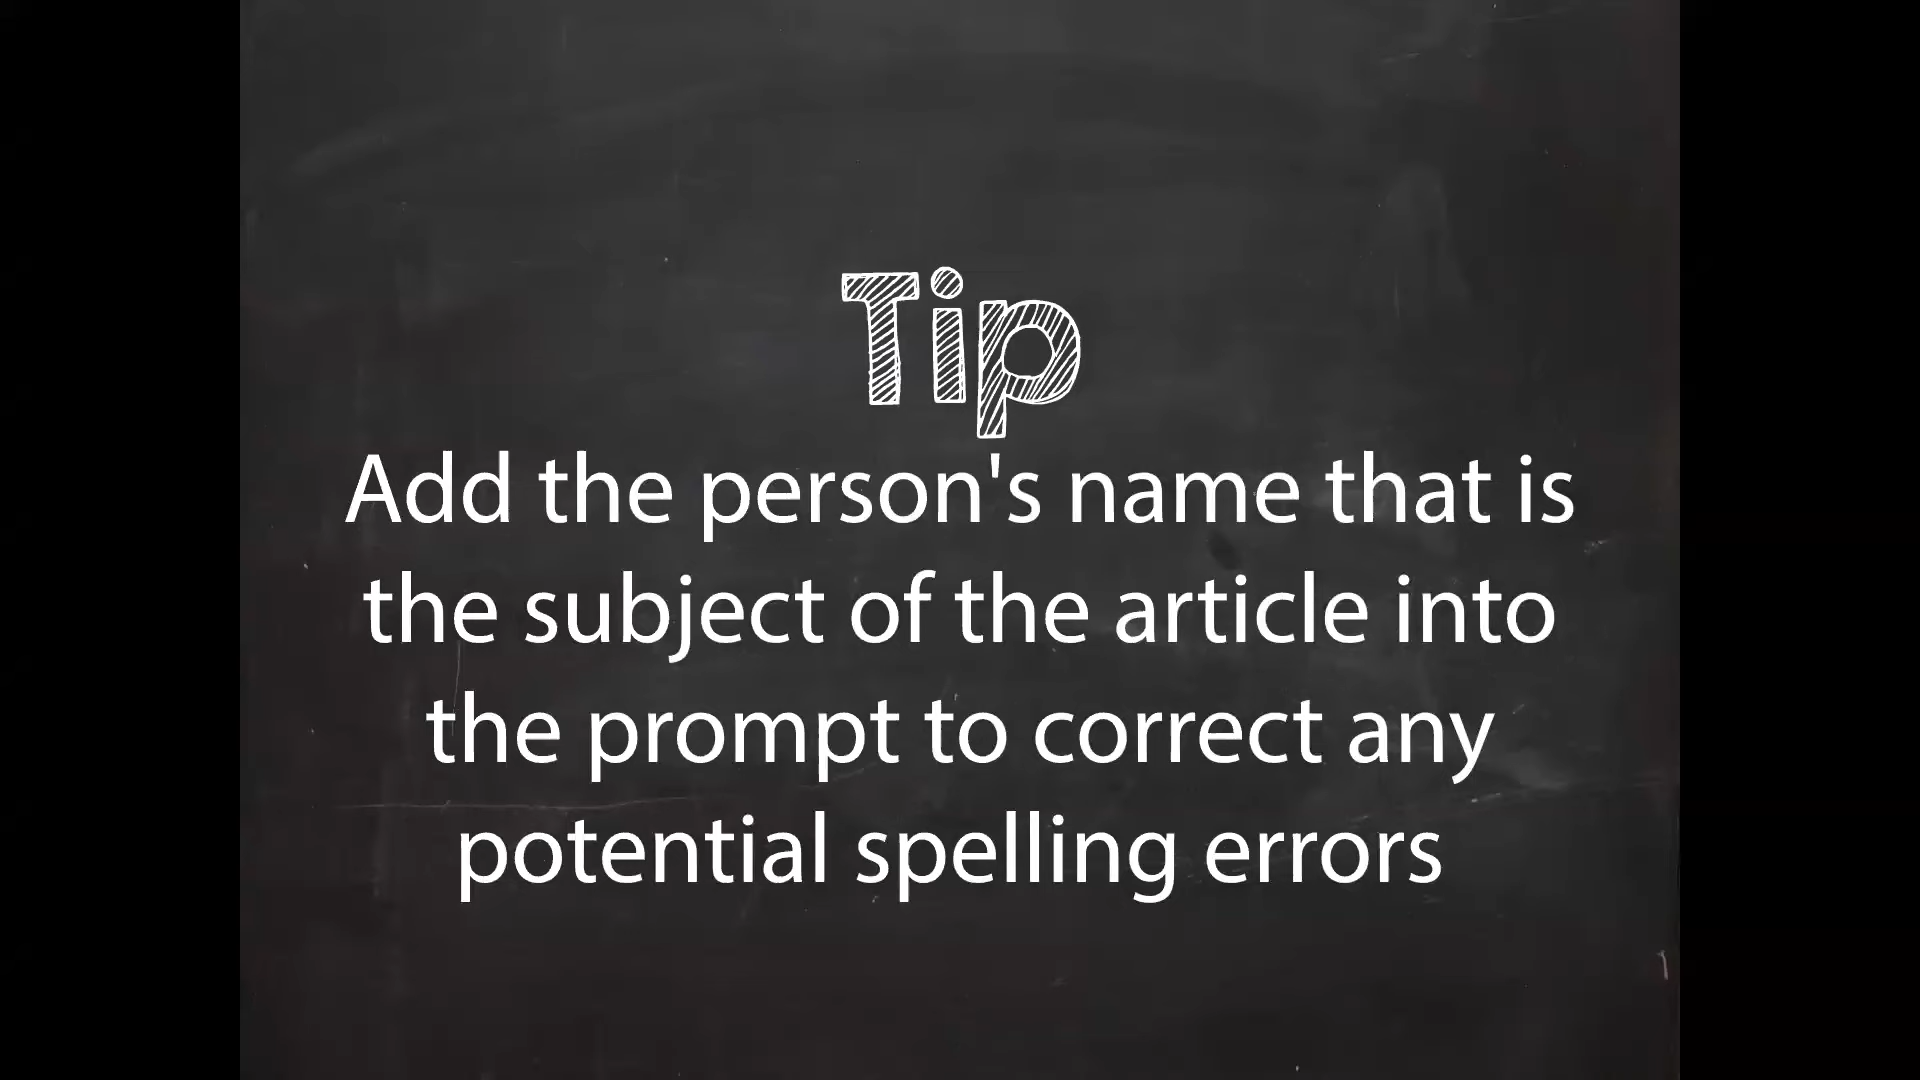 Tip
Add the person's name that is
the subject of the article into
the prompt to correct any
potential spelling errors